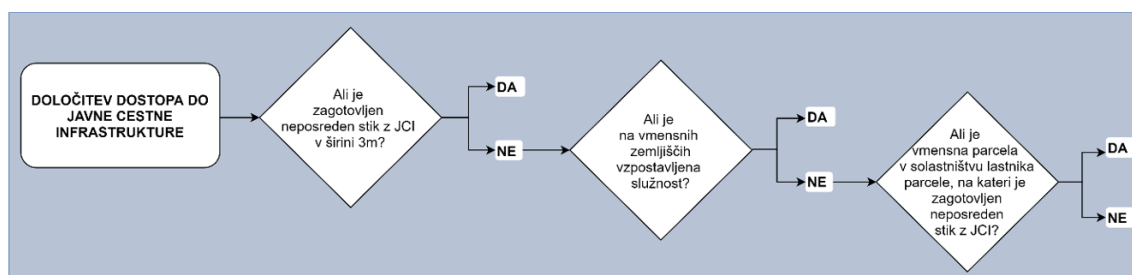 DOLOČITEV DOSTOPA DO
JAVNE CESTNE
INFRASTRUKTURE
Ali je
zagotovljen
neposreden stik z JCI
v širini 3m?
DA
NE
Ali je
na vmensnih
zemljiščih
vzpostavljena
služnost?
DA
NE
Ali je
vmensna parcela
v solastništvu lastnika
parcele, na kateri je
zagotovljen
neposreden
stik z JCI?
DA
NE